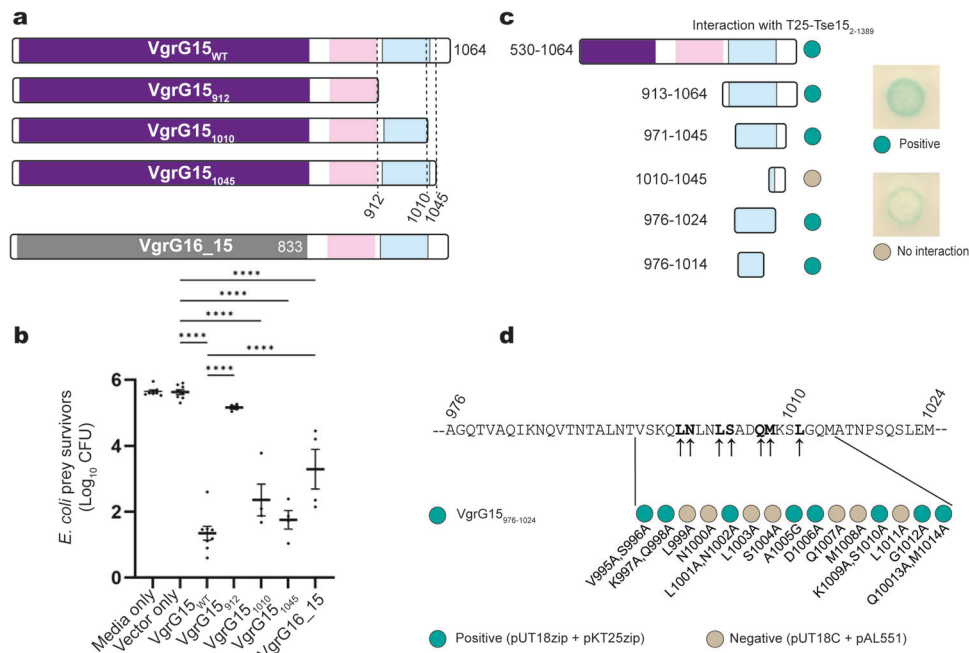 a
VgrG15WT 1064
VgrG15912
VgrG151010
VgrG151045
912 1010 1045
VgrG16_15 833
b
****
****
****
**** ****
****
E. coli prey survivors
(Log10 CFU)
6
4
2
0
Media only
Vector only
VgrG15WT
VgrG15912
VgrG151010
VgrG151045
VgrG16_15
c
Interaction with T25-Tse152-1389
530-1064
913-1064
971-1045
1010-1045
976-1024
976-1014
Positive
No interaction
d
976 1010 1024
--AGQTVAQIKNQVTNTALNTVSKQLNLNLSADQMKSLGQMATNPSQSLEM--
VgrG15976-1024
V995A,S996A
K997A,Q998A
L999A
N1000A
L1001A,N1002A
L1003A
S1004A
A1005G
D1006A
Q1007A
M1008A
K1009A,S1010A
L1011A
G1012A
Q10013A,M1014A
Positive (pUT18zip + pKT25zip)
Negative (pUT18C + pAL551)